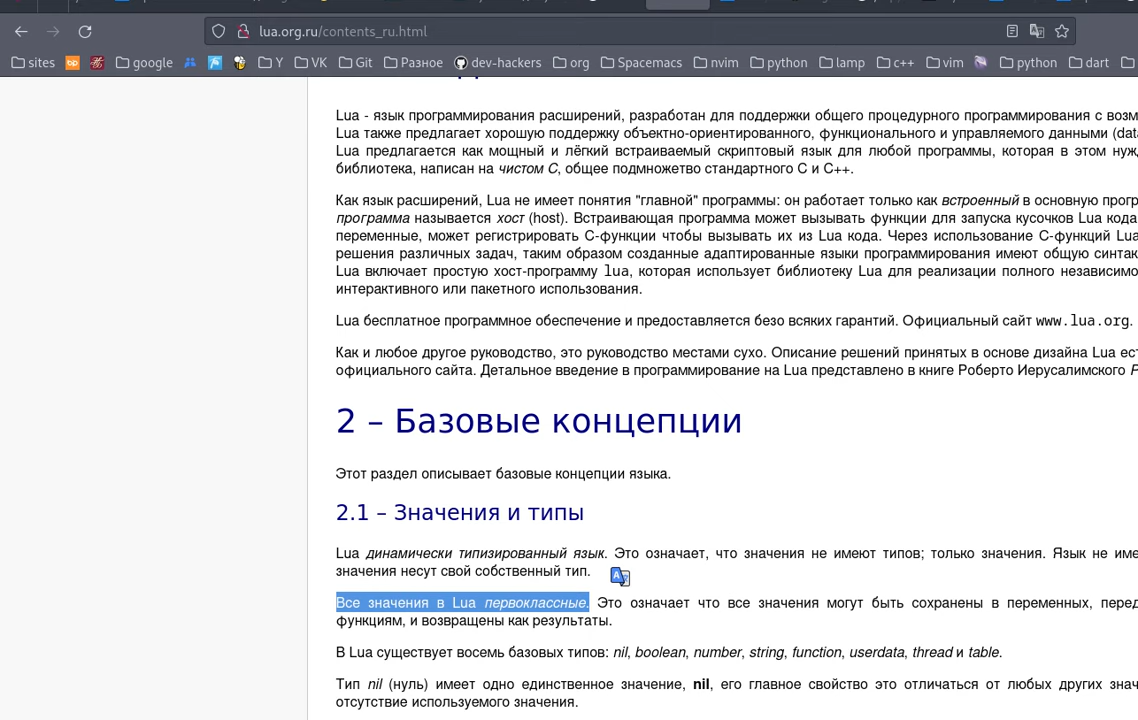 lua.org.ru/contents_ru.html
sites google Y VK Git Разное dev-hackers org Spacemacs nvim python lamp c++ vim python dart
Lua - язык программирования расширений, разработан для поддержки общего процедурного программирования с
Lua также предлагает хорошую поддержку объектно-ориентированного, функционального и управляемого данными
Lua предлагается как мощный и лёгкий встраиваемый скриптовый язык для любой программы, которая в этом
библиотека, написан на чистом C, общее подмножетво стандартного C и C++.
Как язык расширений, Lua не имеет понятия "главной" программы: он работает только как встроенный в основную
программа называется хост (host). Встраивающая программа может вызывать функции для запуска кусочков Lua кода
переменные, может регистрировать C-функции чтобы вызывать их из Lua кода. Через использование C-функций Lua
решения различных задач, таким образом созданные адаптированные языки программирования имеют общую
Lua включает простую хост-программу lua, которая использует библиотеку Lua для реализации полного
интерактивного или пакетного использования.
Lua бесплатное программное обеспечение и предоставляется безо всяких гарантий. Официальный сайт www.lua.org.
Как и любое другое руководство, это руководство местами сухо. Описание решений принятых в основе дизайна Lua
официального сайта. Детальное введение в программирование на Lua представлено в книге Роберто Иерусалимского
2 – Базовые концепции
Этот раздел описывает базовые концепции языка.
2.1 – Значения и типы
Lua динамически типизированный язык. Это означает, что значения не имеют типов; только значения. Язык не
значения несут свой собственный тип.
Все значения в Lua первоклассные. Это означает что все значения могут быть сохранены в переменных,
функциям, и возвращены как результаты.
В Lua существует восемь базовых типов: nil, boolean, number, string, function, userdata, thread и table.
Тип nil (нуль) имеет одно единственное значение, nil, его главное свойство это отличаться от любых других
отсутствие используемого значения.